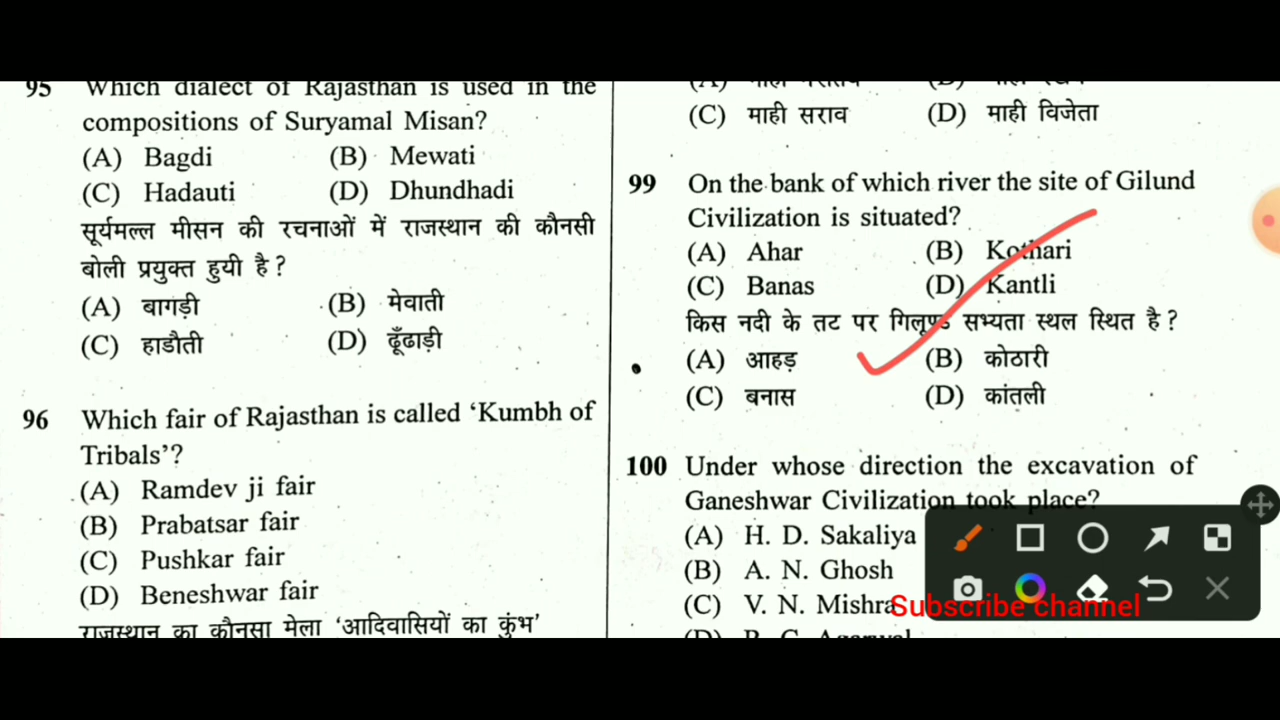 95 Which dialect of Rajasthan is used in the
compositions of Suryamal Misan?
(A) Bagdi (B) Mewati
(C) Hadauti (D) Dhundhadi
सूर्यमल्ल मीसन की रचनाओं में राजस्थान की कौनसी
बोली प्रयुक्त हुयी है ?
(A) बागड़ी (B) मेवाती
(C) हाडौती (D) ढूँढाड़ी
96 Which fair of Rajasthan is called ‘Kumbh of
Tribals’?
(A) Ramdev ji fair
(B) Prabatsar fair
(C) Pushkar fair
(D) Beneshwar fair
राजस्थान का कौनसा मेला ‘आदिवासियों का कुंभ’
(C) माही सराव (D) माही विजेता
99 On the bank of which river the site of Gilund
Civilization is situated?
(A) Ahar (B) Kothari
(C) Banas (D) Kantli
किस नदी के तट पर गिलूण्ड सभ्यता स्थल स्थित है ?
(A) आहड़ (B) कोठारी
(C) बनास (D) कांतली
100 Under whose direction the excavation of
Ganeshwar Civilization took place?
(A) H. D. Sakaliya
(B) A. N. Ghosh
(C) V. N. Mishra
(D) R. C. Agarwal
Subscribe channel